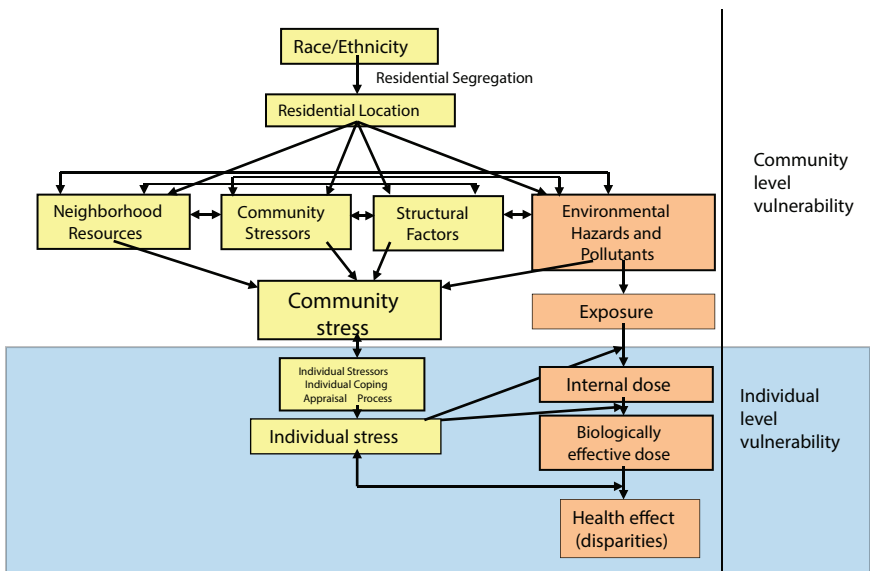 Race/Ethnicity
Residential Segregation
Residential Location
Community
level
vulnerability
Neighborhood
Resources
Community
Stressors
Structural
Factors
Environmental
Hazards and
Pollutants
Community
stress
Exposure
Individual Stressors
Individual Coping
Appraisal Process
Internal dose
Individual
level
vulnerability
Individual stress
Biologically
effective dose
Health effect
(disparities)